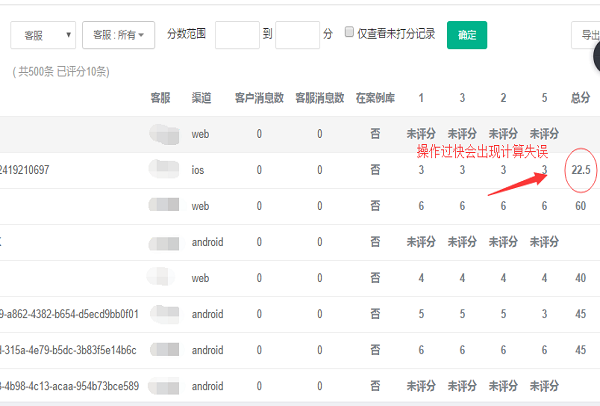 客服 客服 : 所有 分数范围 到 分 仅查看未打分记录 确定 导出
( 共500条 已评分10条)
客服 渠道 客户消息数 客服消息数 在案例库 1 3 2 5 总分
web 0 0 否 未评分 未评分 未评分 未评分
操作过快会出现计算失误
2419210697 ios 0 0 否 3 3 3 3 22.5
web 0 0 否 6 6 6 6 60
android 0 0 否 未评分 未评分 未评分 未评分
web 0 0 否 4 4 4 4 40
9-a862-4382-b654-d5ecd9bb0f01 android 0 0 否 5 5 5 3 45
d-315a-4e79-b5dc-3b83f5e14b6c android 0 0 否 6 6 6 6 45
3-4b98-4c13-acaa-954b73bce589 android 0 0 否 未评分 未评分 未评分 未评分